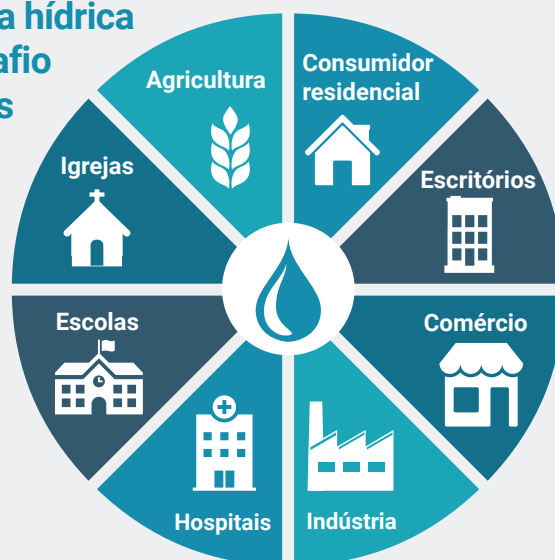 a hídrica
afio
s
Agricultura
Consumidor
residencial
Igrejas
Escritórios
Escolas
Comércio
Hospitais
Indústria